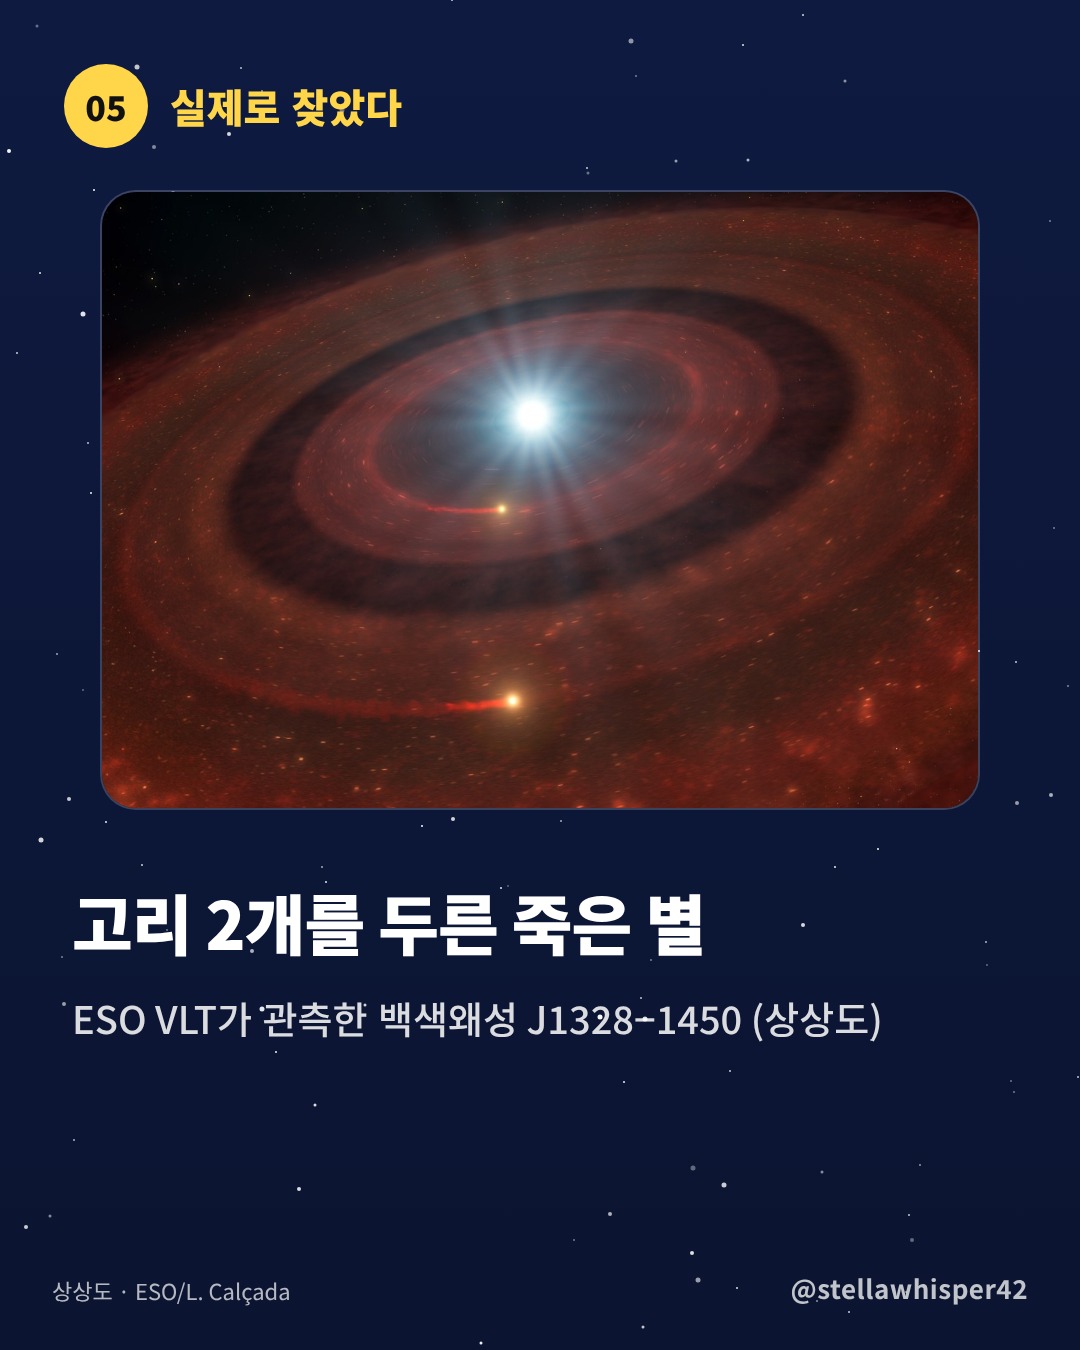 05 실제로 찾았다
고리 2개를 두른 죽은 별
ESO VLT가 관측한 백색왜성 J1328-1450 (상상도)
상상도 · ESO/L. Calçada
@stellawhisper42